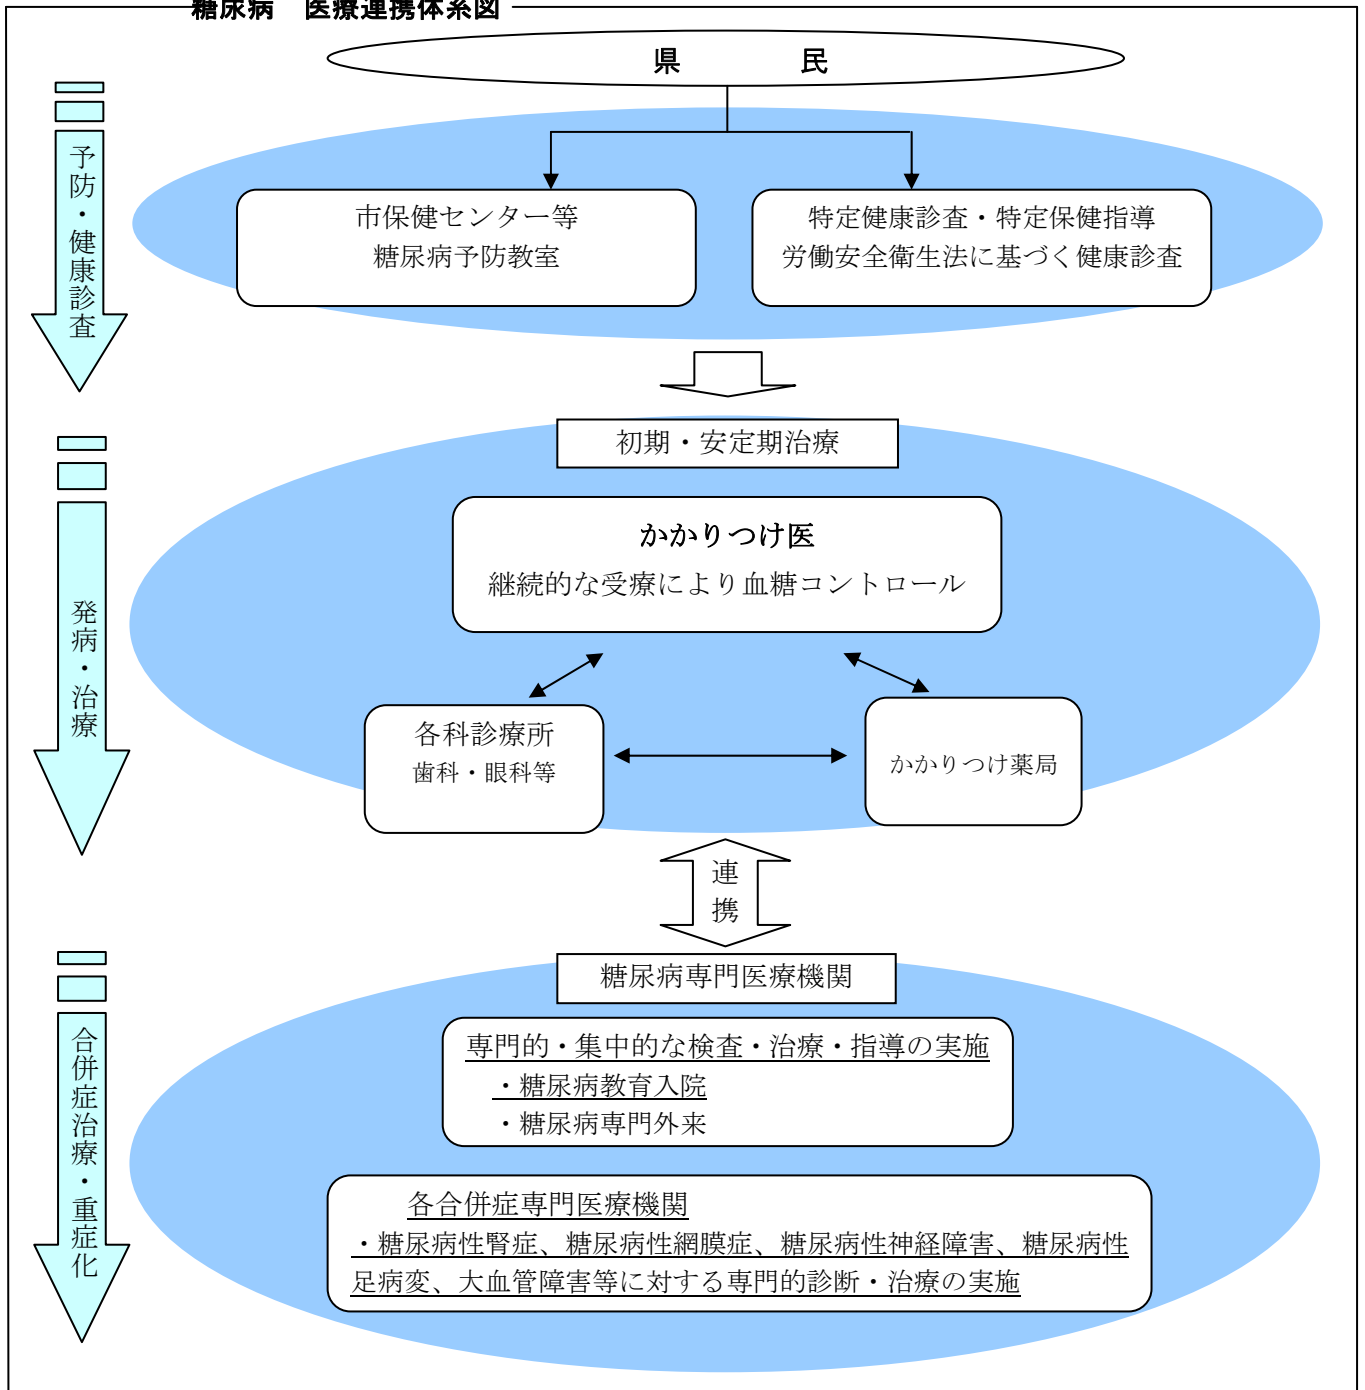 糖尿病　医療連携体系図
県　　　　民
予防・健康診査
市保健センター等
糖尿病予防教室
特定健康診査・特定保健指導
労働安全衛生法に基づく健康診査
発病・治療
初期・安定期治療
かかりつけ医
継続的な受療により血糖コントロール
各科診療所
歯科・眼科等
かかりつけ薬局
連携
合併症治療・重症化
糖尿病専門医療機関
専門的・集中的な検査・治療・指導の実施
・糖尿病教育入院
・糖尿病専門外来
各合併症専門医療機関
・糖尿病性腎症、糖尿病性網膜症、糖尿病性神経障害、糖尿病性
足病変、大血管障害等に対する専門的診断・治療の実施